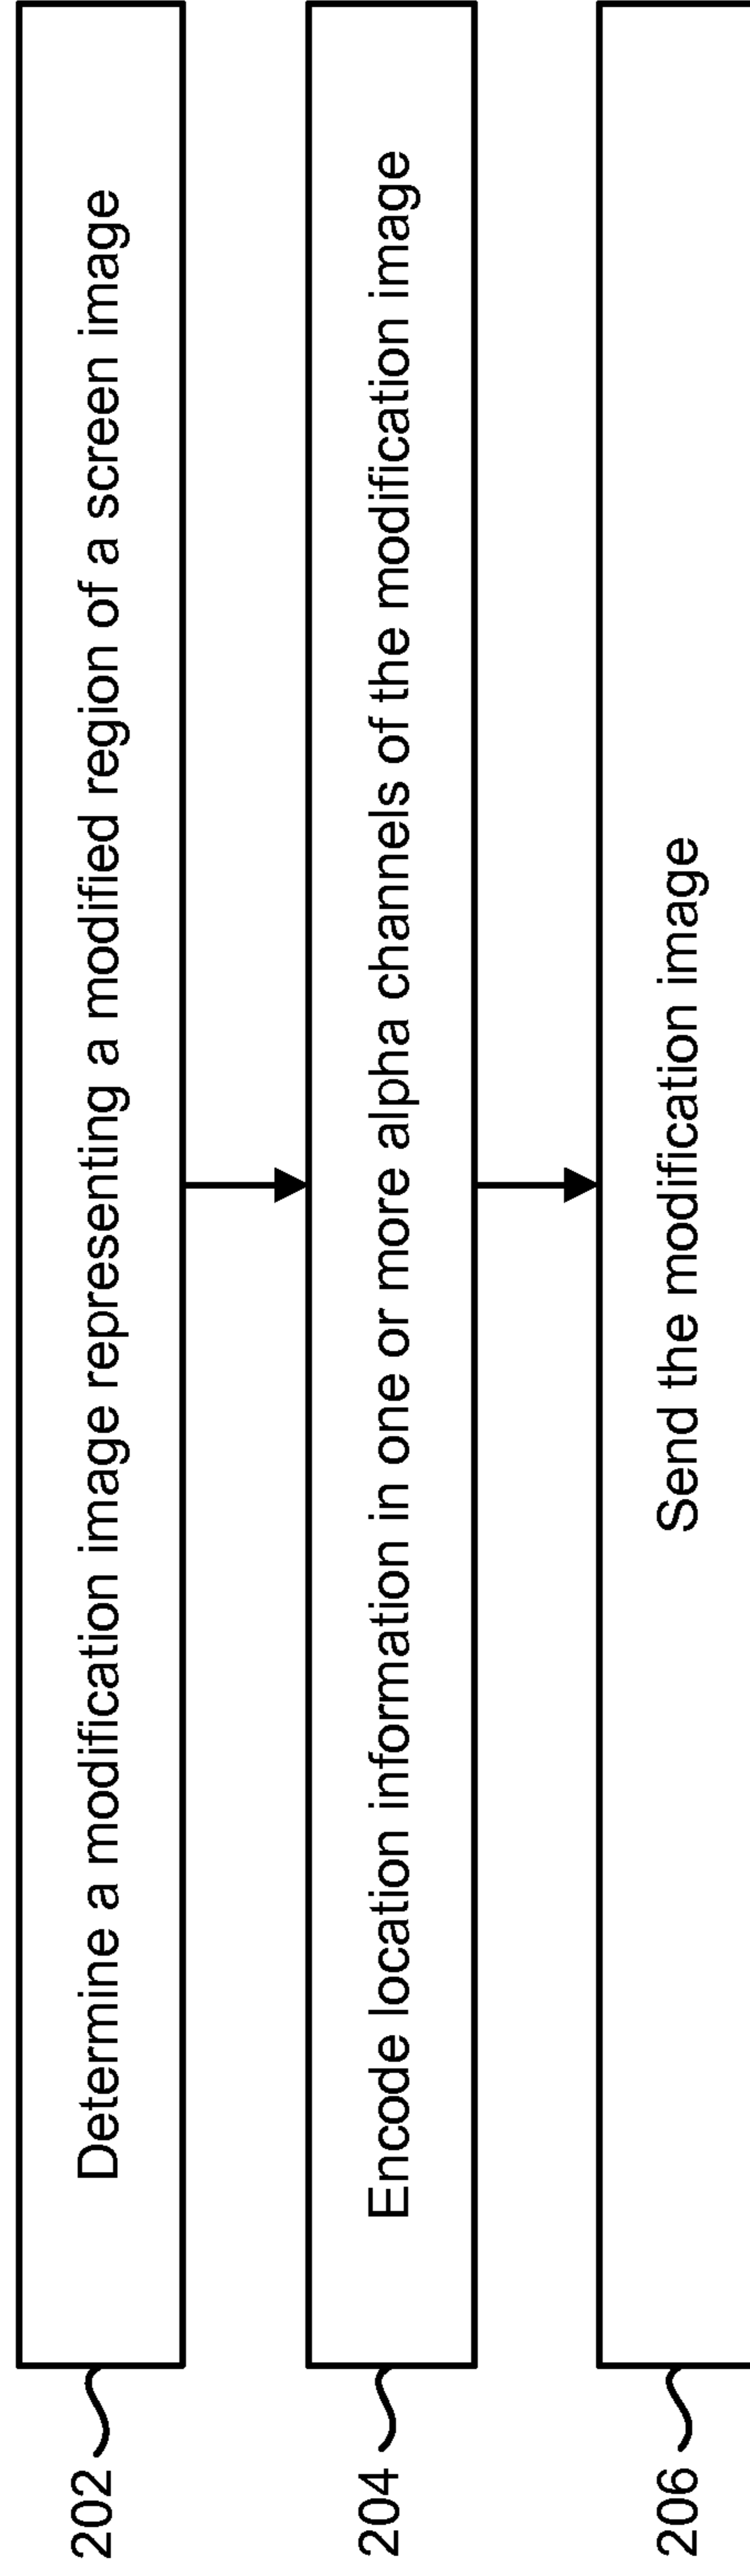 202
Determine a modification image representing a modified region of a screen image
204
Encode location information in one or more alpha channels of the modification image
206
Send the modification image